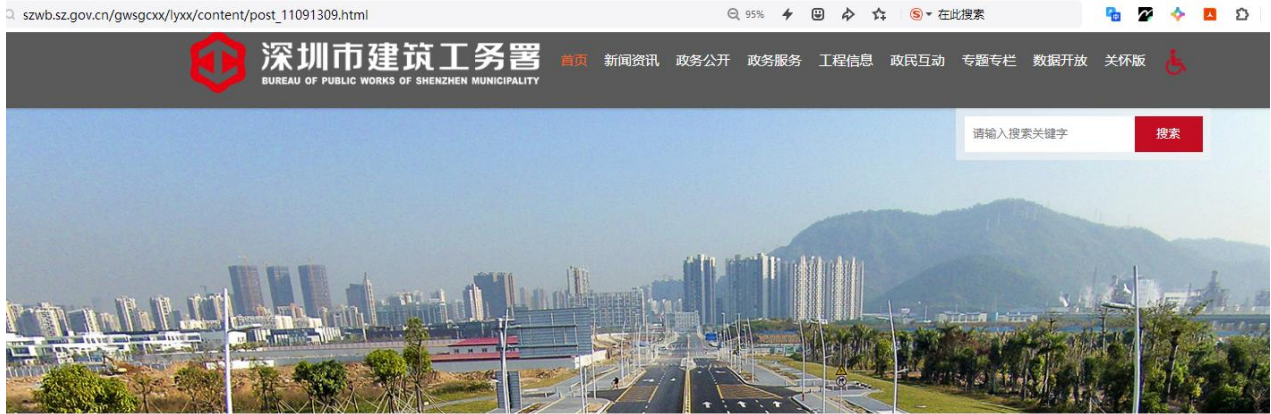 szwb.sz.gov.cn/gwsgcxx/lyxx/content/post_11091309.html
95%
在此搜索
深圳市建筑工务署
BUREAU OF PUBLIC WORKS OF SHENZHEN MUNICIPALITY
首页 新闻资讯 政务公开 政务服务 工程信息 政民互动 专题专栏 数据开放 关怀版
请输入搜索关键字 搜索